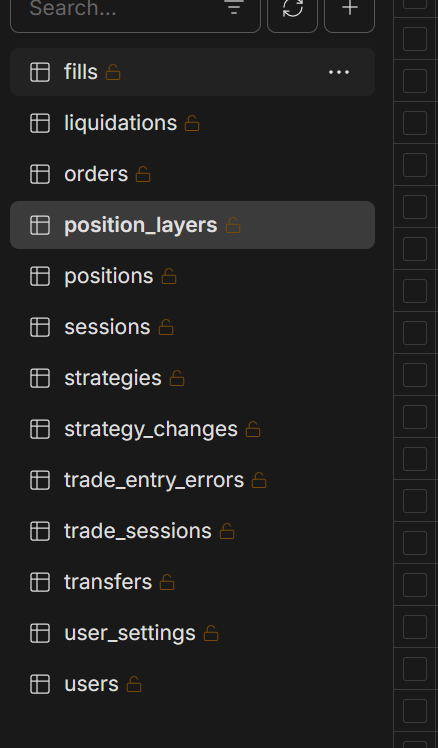 Search...
fills
liquidations
orders
position_layers
positions
sessions
strategies
strategy_changes
trade_entry_errors
trade_sessions
transfers
user_settings
users